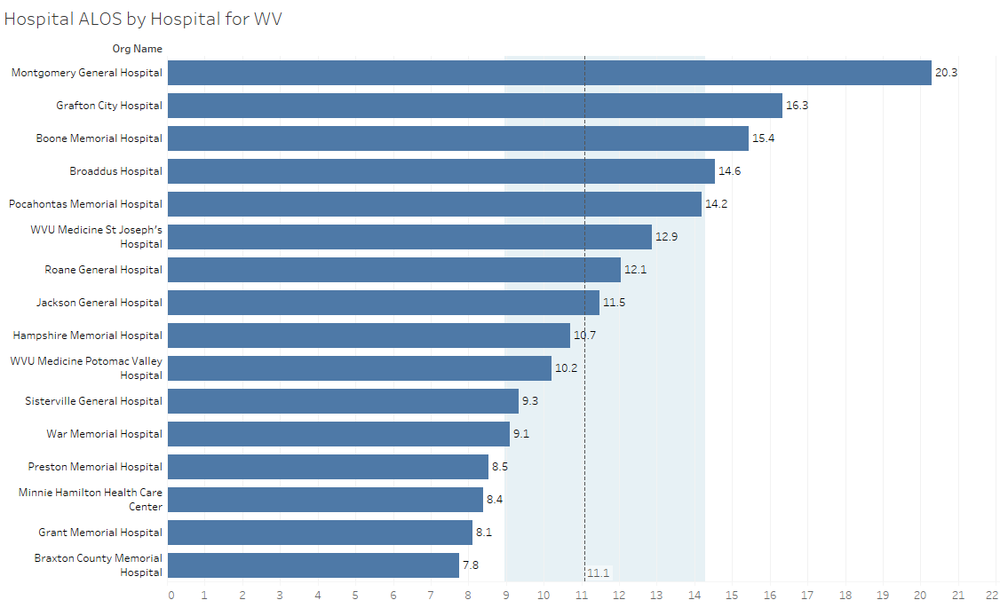 Hospital ALOS by Hospital for WV
Org Name
Montgomery General Hospital 20.3
Grafton City Hospital 16.3
Boone Memorial Hospital 15.4
Broaddus Hospital 14.6
Pocahontas Memorial Hospital 14.2
WVU Medicine St Joseph's
Hospital 12.9
Roane General Hospital 12.1
Jackson General Hospital 11.5
Hampshire Memorial Hospital 10.7
WVU Medicine Potomac Valley
Hospital 10.2
Sisterville General Hospital 9.3
War Memorial Hospital 9.1
Preston Memorial Hospital 8.5
Minnie Hamilton Health Care
Center 8.4
Grant Memorial Hospital 8.1
Braxton County Memorial
Hospital 7.8
11.1
0 1 2 3 4 5 6 7 8 9 10 11 12 13 14 15 16 17 18 19 20 21 22